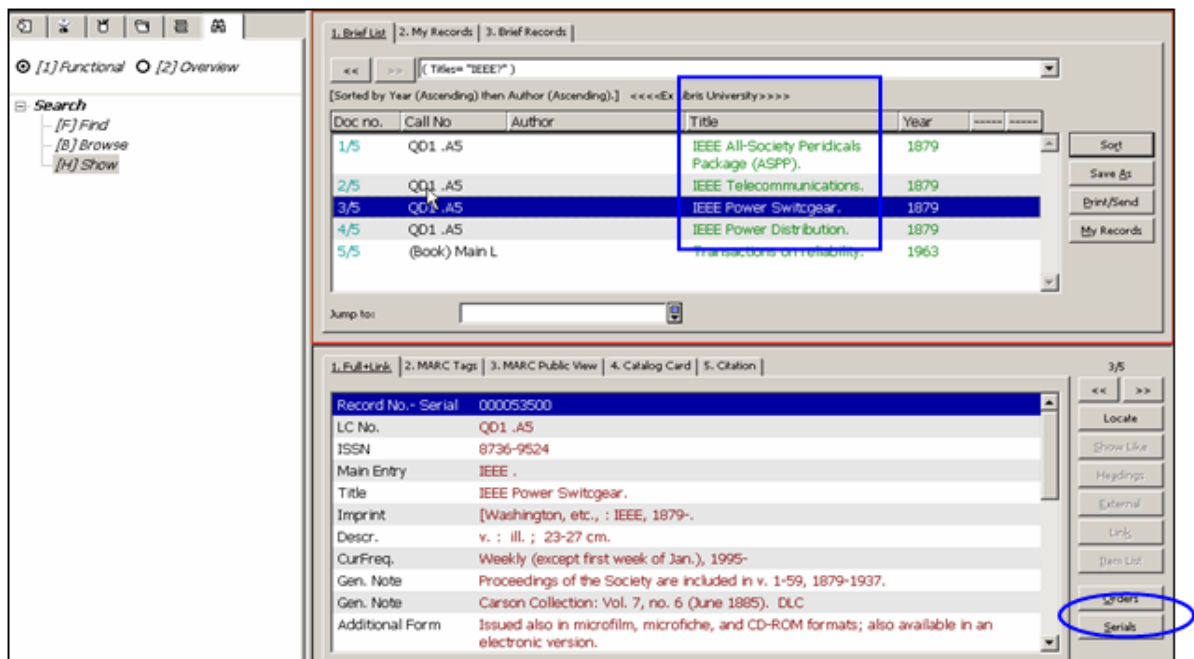 [1] Functional [2] Overview
Search
[F] Find
[B] Browse
[H] Show
1. Brief List 2. My Records 3. Brief Records
<< >> ( Titles= "IEEE?" )
[Sorted by Year (Ascending) then Author (Ascending).] <<<<Ex Libris University>>>>
Doc no. Call No Author Title Year ----- -----
1/5 QD1 .A5 IEEE All-Society Peridicals 1879
Package (ASPP).
2/5 QD1 .A5 IEEE Telecommunications. 1879
3/5 QD1 .A5 IEEE Power Switcgear. 1879
4/5 QD1 .A5 IEEE Power Distribution. 1879
5/5 (Book) Main L Transactions on reliability. 1963
Sort
Save As
Print/Send
My Records
Jump to:
1. Full+Link 2. MARC Tags 3. MARC Public View 4. Catalog Card 5. Citation
Record No.- Serial 000053500
LC No. QD1 .A5
ISSN 8736-9524
Main Entry IEEE .
Title IEEE Power Switcgear.
Imprint [Washington, etc., : IEEE, 1879-.
Descr. v. : ill. ; 23-27 cm.
CurFreq. Weekly (except first week of Jan.), 1995-
Gen. Note Proceedings of the Society are included in v. 1-59, 1879-1937.
Gen. Note Carson Collection: Vol. 7, no. 6 (June 1885). DLC
Additional Form Issued also in microfilm, microfiche, and CD-ROM formats; also available in an
electronic version.
3/5
<< >>
Locate
Show Like
Headings
External
Link
Item List
Orders
Serials